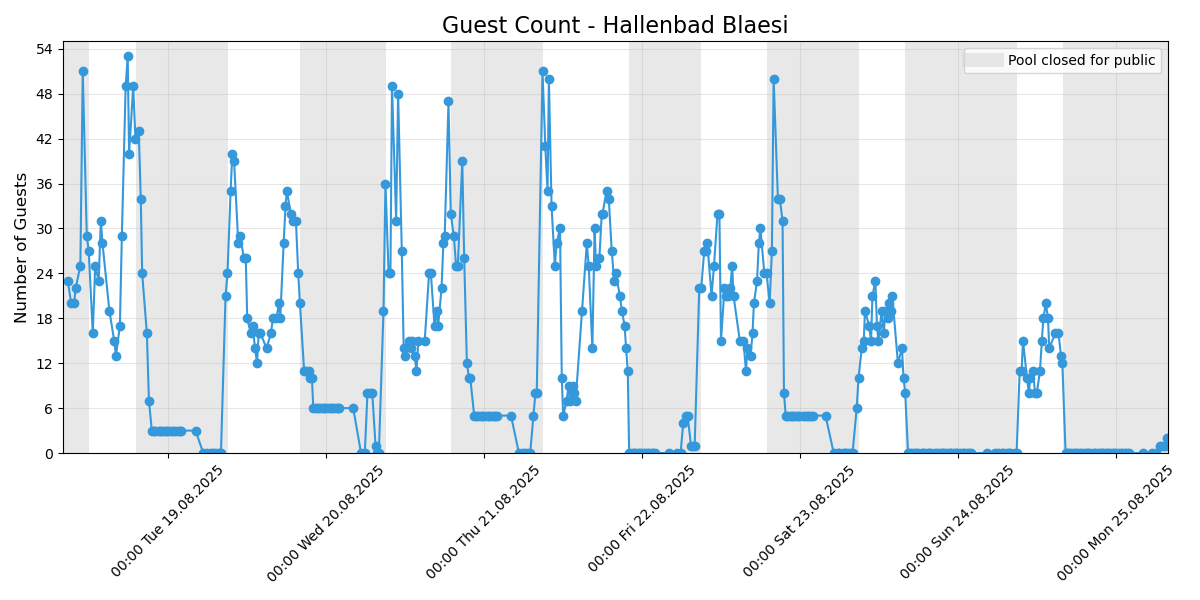 Guest Count - Hallenbad Blaesi
Pool closed for public
Number of Guests
54
48
42
36
30
24
18
12
6
0
00:00 Tue 19.08.2025
00:00 Wed 20.08.2025
00:00 Thu 21.08.2025
00:00 Fri 22.08.2025
00:00 Sat 23.08.2025
00:00 Sun 24.08.2025
00:00 Mon 25.08.2025